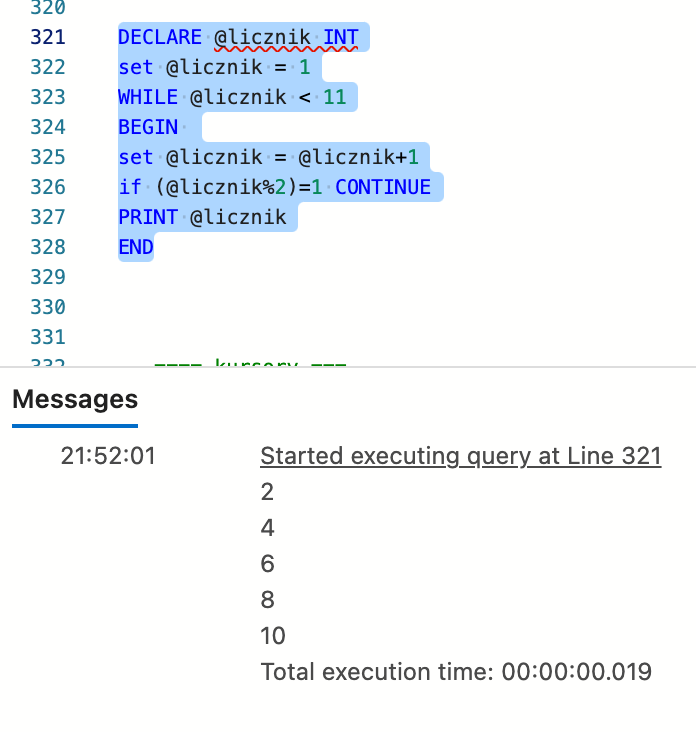 320
321 DECLARE @licznik INT
322 set @licznik = 1
323 WHILE @licznik < 11
324 BEGIN
325 set @licznik = @licznik+1
326 if (@licznik%2)=1 CONTINUE
327 PRINT @licznik
328 END
329
330
331
332 ==== kursory ===
Messages
21:52:01 Started executing query at Line 321
2
4
6
8
10
Total execution time: 00:00:00.019